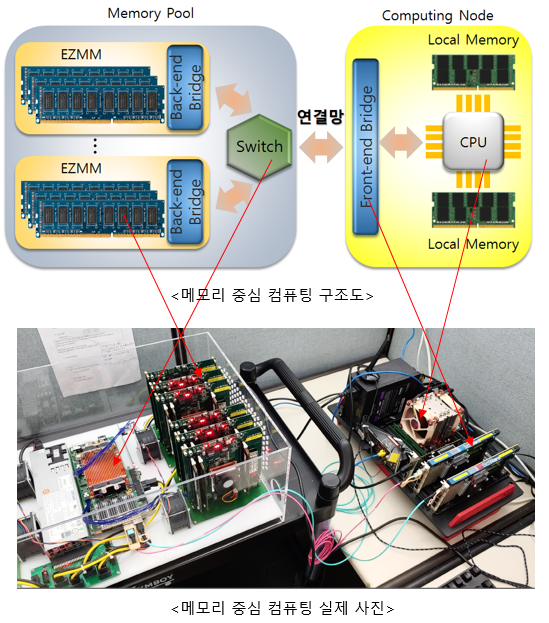 Memory Pool
Computing Node
EZMM
Back-end
Bridge
Local Memory
연결망
Switch
Front-end Bridge
CPU
EZMM
Back-end
Bridge
Local Memory
<메모리 중심 컴퓨팅 구조도>
<메모리 중심 컴퓨팅 실제 사진>